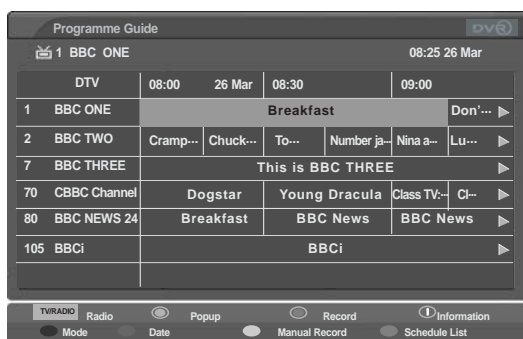 Programme Guide DVR
1 BBC ONE 08:25 26 Mar
DTV 08:00 26 Mar 08:30 09:00
1 BBC ONE Breakfast Don'···
2 BBC TWO Cramp··· Chuck··· To··· Number ja··· Nina a··· Lu···
7 BBC THREE This is BBC THREE
70 CBBC Channel Dogstar Young Dracula Class TV:··· Cl···
80 BBC NEWS 24 Breakfast BBC News BBC News
105 BBCi BBCi
TV/RADIO Radio Popup Record Information
Mode Date Manual Record Schedule List